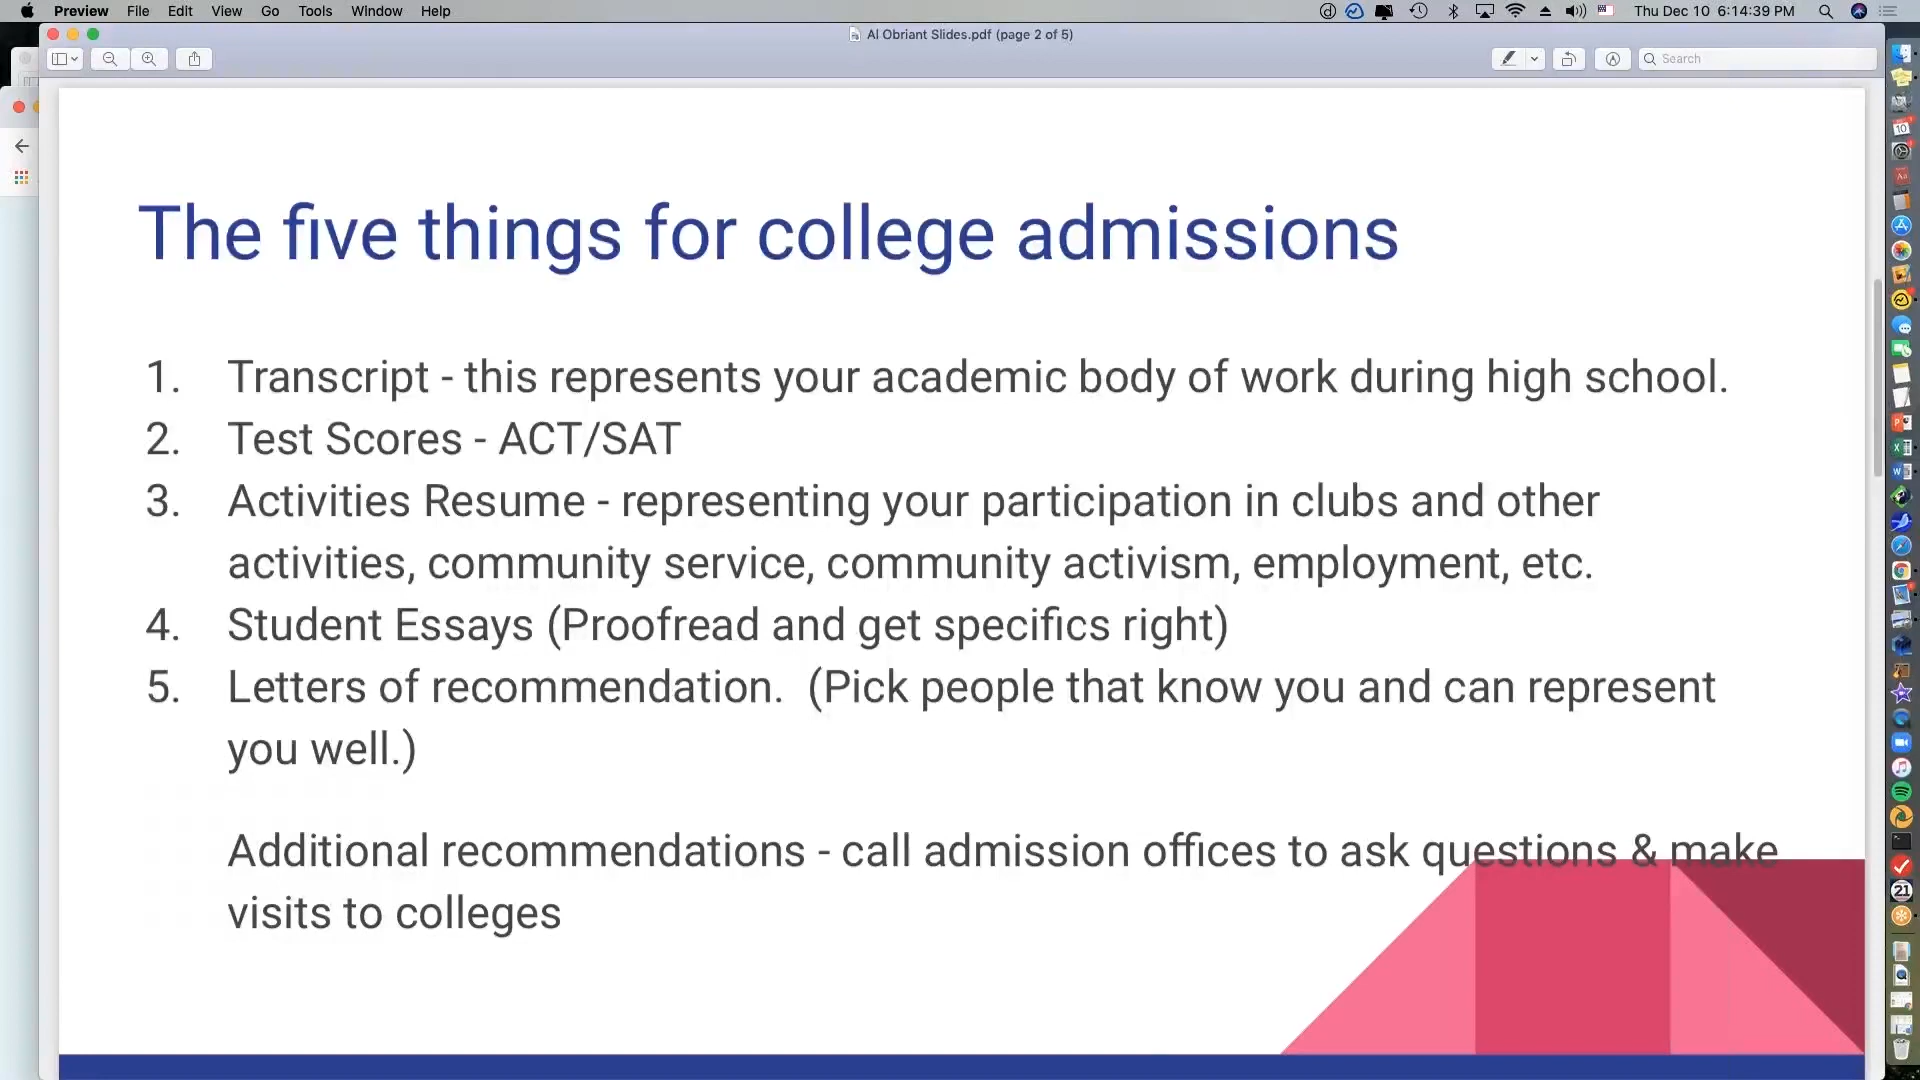 Preview File Edit View Go Tools Window Help Thu Dec 10 6:14:39 PM
Al Obriant Slides.pdf (page 2 of 5)
Search
The five things for college admissions
1. Transcript - this represents your academic body of work during high school.
2. Test Scores - ACT/SAT
3. Activities Resume - representing your participation in clubs and other
activities, community service, community activism, employment, etc.
4. Student Essays (Proofread and get specifics right)
5. Letters of recommendation. (Pick people that know you and can represent
you well.)
Additional recommendations - call admission offices to ask questions & make
visits to colleges
10
21